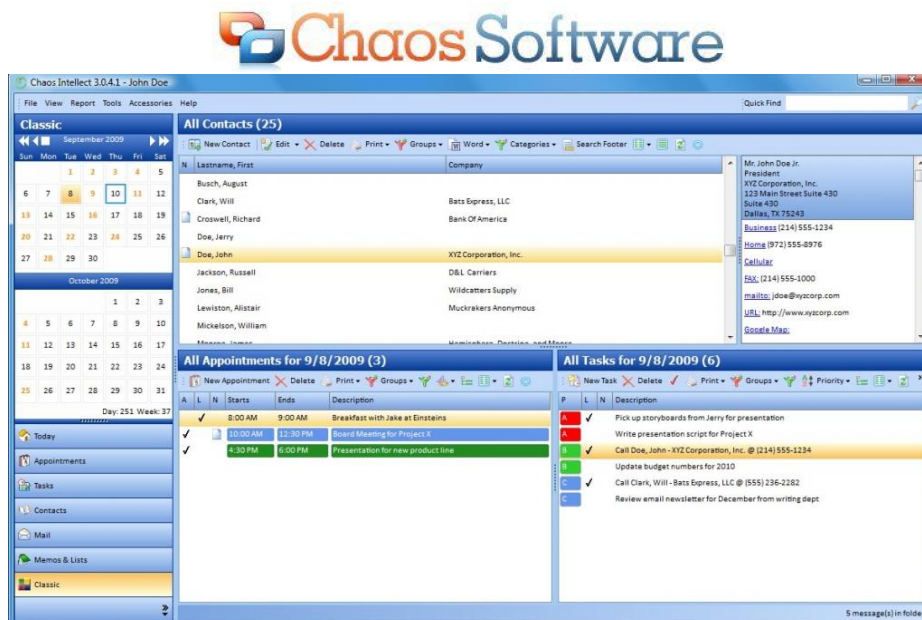 Chaos Software
Chaos Intellect 3.0.4.1 - John Doe
File View Report Tools Accessories Help
Quick Find
Classic
September 2009
Sun Mon Tue Wed Thu Fri Sat
1 2 3 4 5
6 7 8 9 10 11 12
13 14 15 16 17 18 19
20 21 22 23 24 25 26
27 28 29 30
October 2009
1 2 3
4 5 6 7 8 9 10
11 12 13 14 15 16 17
18 19 20 21 22 23 24
25 26 27 28 29 30 31
Day: 251 Week: 37
Today
Appointments
Tasks
Contacts
Mail
Memos & Lists
Classic
All Contacts (25)
New Contact Edit Delete Print Groups Word Categories Search Footer
N Lastname, First Company
Busch, August
Clark, Will Bats Express, LLC
Croswell, Richard Bank Of America
Doe, Jerry
Doe, John XYZ Corporation, Inc.
Jackson, Russell D&L Carriers
Jones, Bill Wildcatters Supply
Lewiston, Alistair Muckrakers Anonymous
Mickelson, William
Mr. John Doe Jr.
President
XYZ Corporation, Inc.
123 Main Street Suite 430
Suite 430
Dallas, TX 75243
Business (214) 555-1234
Home (972) 555-8976
Cellular
FAX: (214) 555-1000
mailto: jdoe@xyzcorp.com
URL: http://www.xyzcorp.com
Google Map:
All Appointments for 9/8/2009 (3)
New Appointment Delete Print Groups
A L N Starts Ends Description
8:00 AM 9:00 AM Breakfast with Jake at Einsteins
10:00 AM 12:30 PM Board Meeting for Project X
4:30 PM 6:00 PM Presentation for new product line
All Tasks for 9/8/2009 (6)
New Task Delete Print Groups Priority
P L N Description
A Pick up storyboards from Jerry for presentation
A Write presentation script for Project X
B Call Doe, John - XYZ Corporation, Inc. @ (214) 555-1234
B Update budget numbers for 2010
C Call Clark, Will - Bats Express, LLC @ (555) 236-2282
C Review email newsletter for December from writing dept
5 message(s) in folde